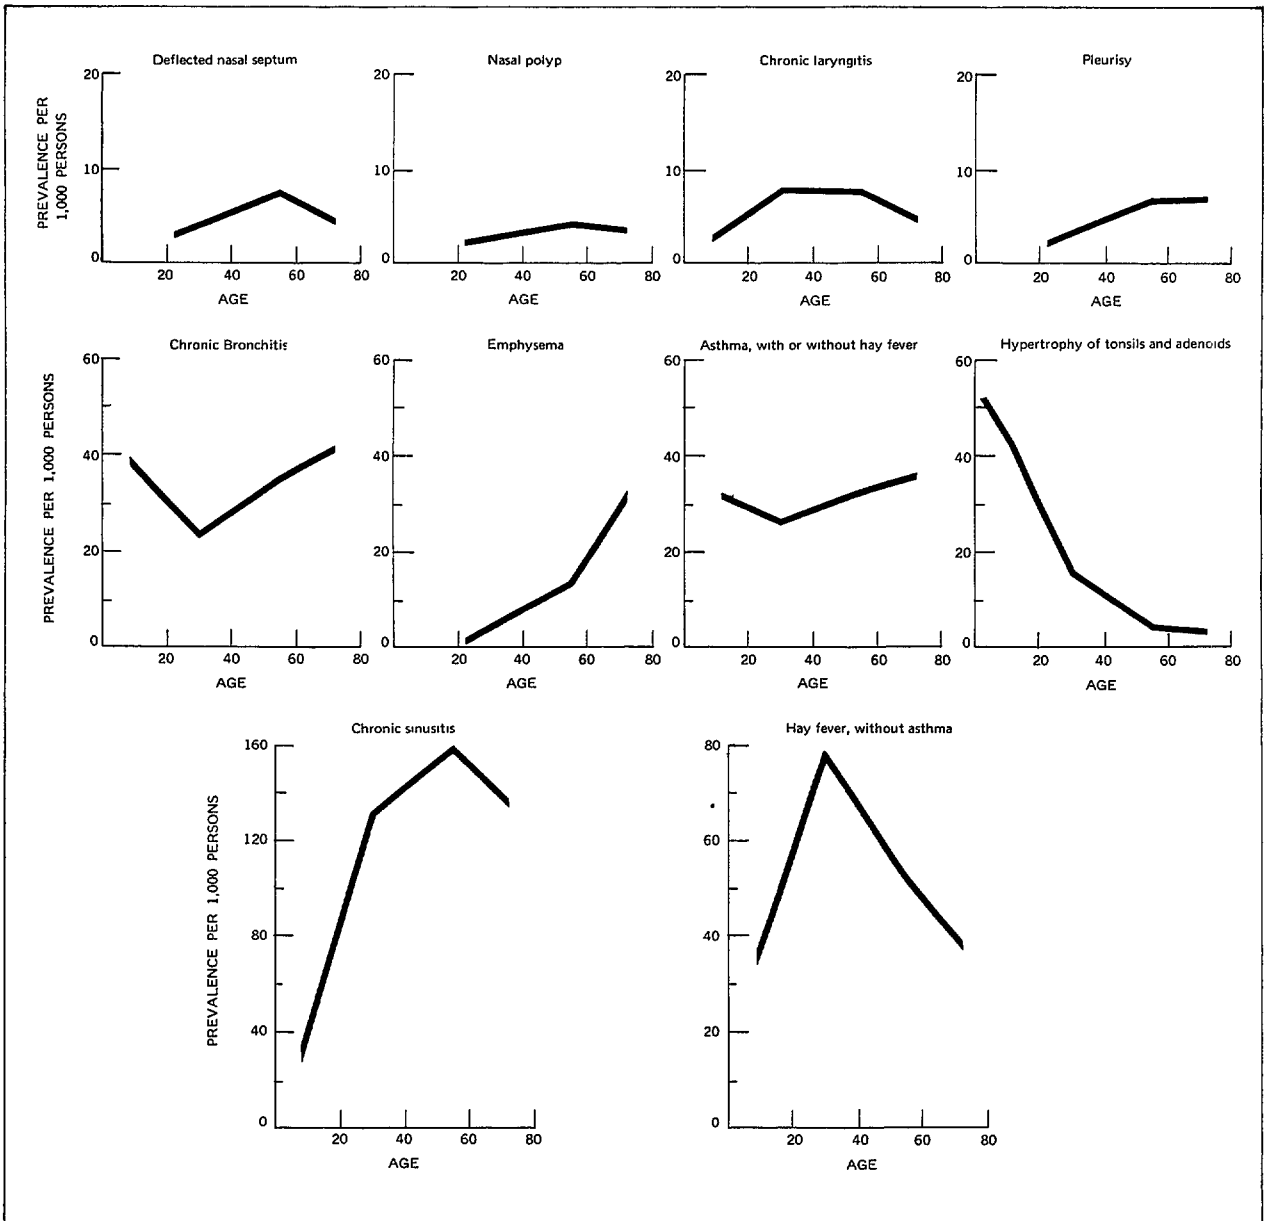 Deflected nasal septum
20
10
0
20 40 60 80
AGE
PREVALENCE PER
1,000 PERSONS
Nasal polyp
20
10
0
20 40 60 80
AGE
Chronic laryngitis
20
10
0
20 40 60 80
AGE
Pleurisy
20
10
0
20 40 60 80
AGE
Chronic Bronchitis
60
40
20
0
20 40 60 80
AGE
PREVALENCE PER 1,000 PERSONS
Emphysema
60
40
20
0
20 40 60 80
AGE
Asthma, with or without hay fever
60
40
20
0
20 40 60 80
AGE
Hypertrophy of tonsils and adenoids
60
40
20
0
20 40 60 80
AGE
Chronic sinusitis
160
120
80
40
0
20 40 60 80
AGE
PREVALENCE PER 1,000 PERSONS
Hay fever, without asthma
80
60
40
20
0
20 40 60 80
AGE